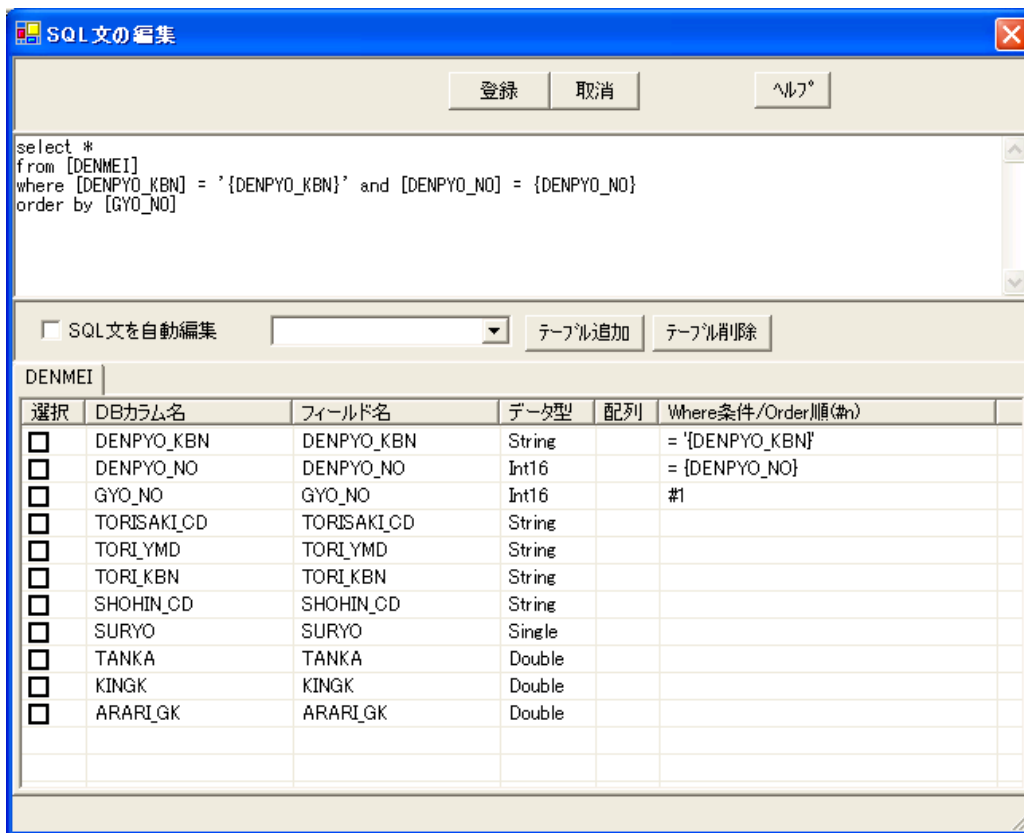 SQL文の編集
登録 取消 ﾍﾙﾌﾟ
select *
from [DENMEI]
where [DENPYO_KBN] = '{DENPYO_KBN}' and [DENPYO_NO] = {DENPYO_NO}
order by [GYO_NO]
SQL文を自動編集 ﾃｰﾌﾞﾙ追加 ﾃｰﾌﾞﾙ削除
DENMEI
選択 DBカラム名 フィールド名 データ型 配列 Where条件/Order順(#n)
DENPYO_KBN DENPYO_KBN String = '{DENPYO_KBN}'
DENPYO_NO DENPYO_NO Int16 = {DENPYO_NO}
GYO_NO GYO_NO Int16 #1
TORISAKI_CD TORISAKI_CD String
TORI_YMD TORI_YMD String
TORI_KBN TORI_KBN String
SHOHIN_CD SHOHIN_CD String
SURYO SURYO Single
TANKA TANKA Double
KINGK KINGK Double
ARARI_GK ARARI_GK Double